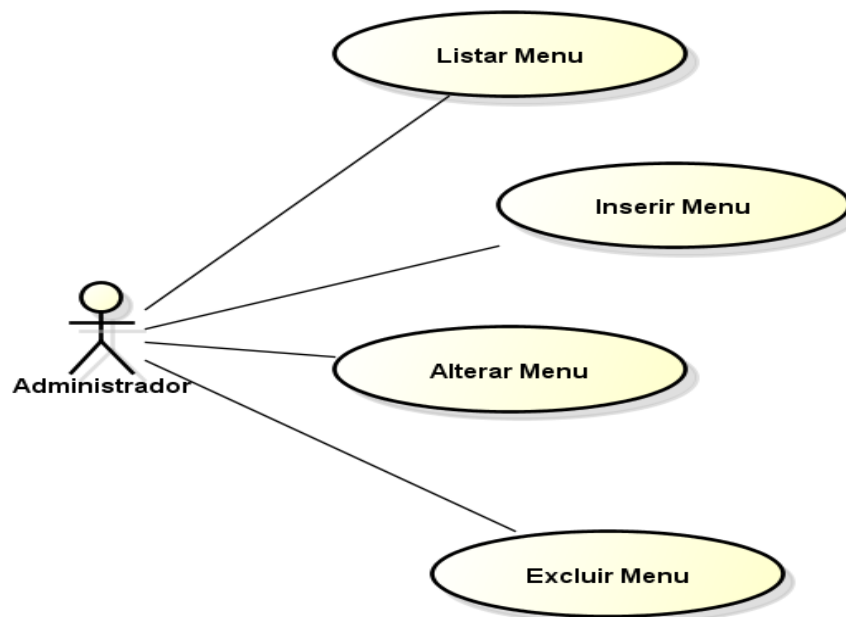 Listar Menu
Inserir Menu
Alterar Menu
Administrador
Excluir Menu